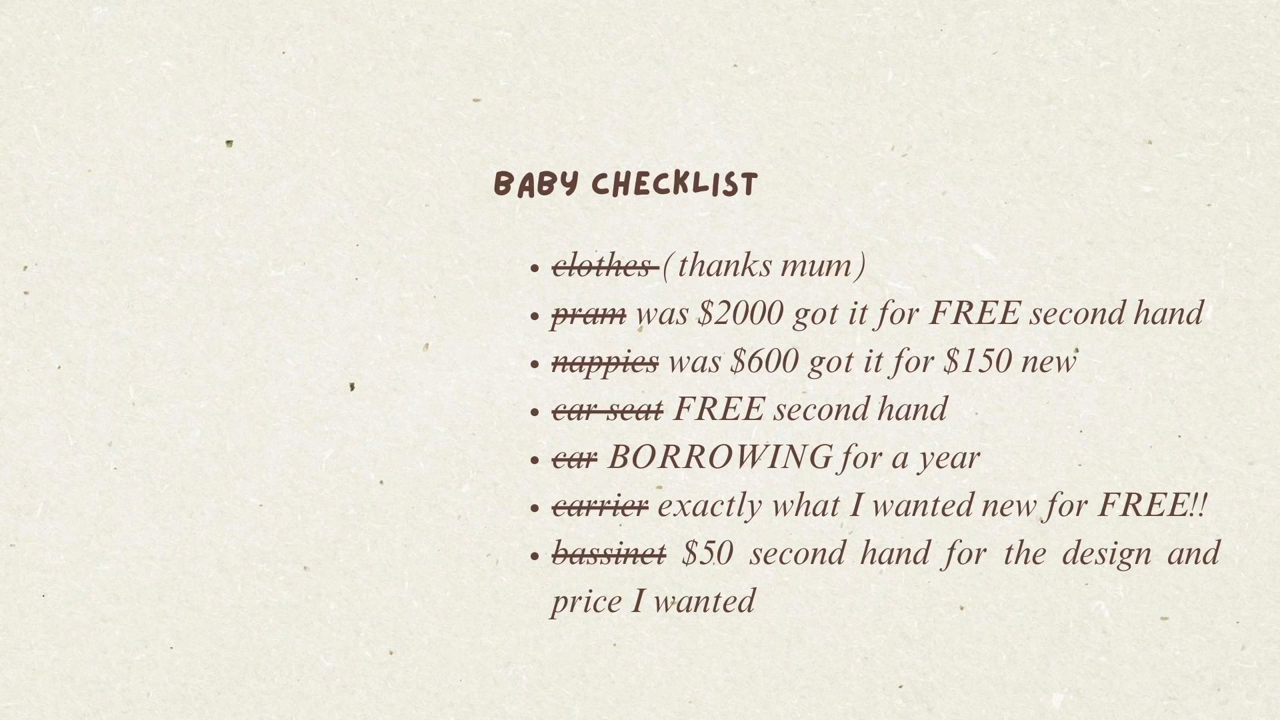 BABY CHECKLIST
• clothes (thanks mum)
• pram was $2000 got it for FREE second hand
• nappies was $600 got it for $150 new
• car seat FREE second hand
• car BORROWING for a year
• carrier exactly what I wanted new for FREE!!
• bassinet $50 second hand for the design and
price I wanted